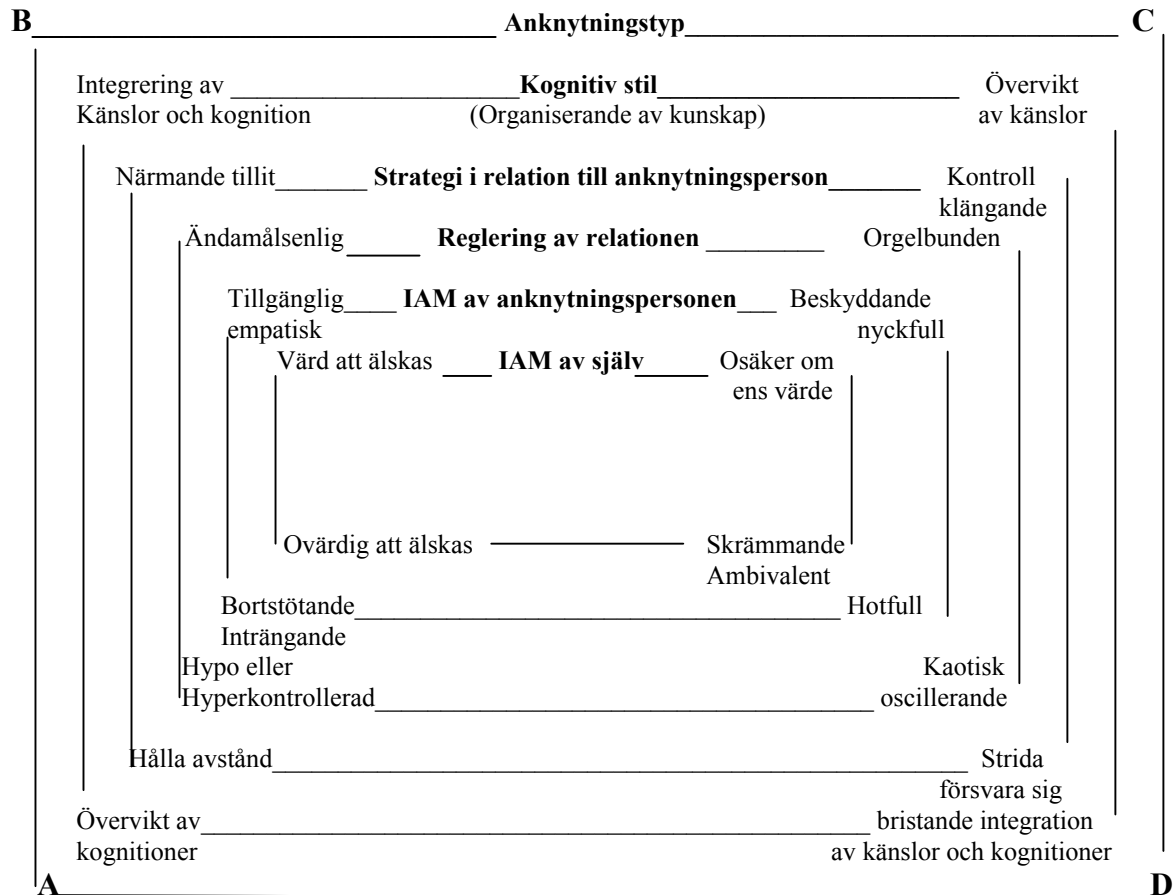 B Anknytningstyp C
Integrering av Kognitiv stil Övervikt
Känslor och kognition (Organiserande av kunskap) av känslor
Närmande tillit Strategi i relation till anknytningsperson Kontroll
klängande
Ändamålsenlig Reglering av relationen Orgelbunden
Tillgänglig IAM av anknytningspersonen Beskyddande
empatisk nyckfull
Värd att älskas IAM av själv Osäker om
ens värde
Ovärdig att älskas Skrämmande
Ambivalent
Bortstötande Hotfull
Inträngande
Hypo eller Kaotisk
Hyperkontrollerad oscillerande
Hålla avstånd Strida
försvara sig
Övervikt av bristande integration
kognitioner av känslor och kognitioner
A D